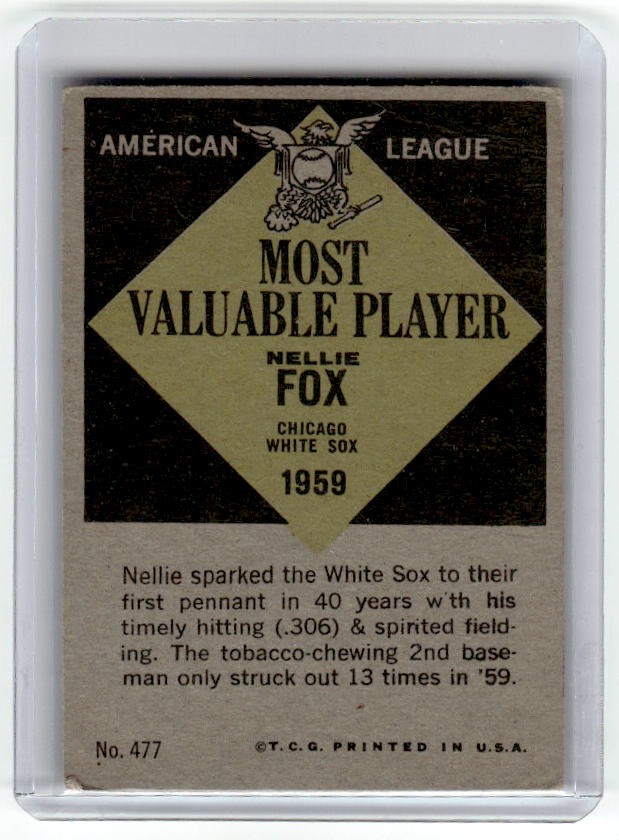 AMERICAN LEAGUE
MOST
VALUABLE PLAYER
NELLIE
FOX
CHICAGO
WHITE SOX
1959
Nellie sparked the White Sox to their
first pennant in 40 years w th his
timely hitting (.306) & spirited field-
ing. The tobacco-chewing 2nd base-
man only struck out 13 times in '59.
No. 477 ©T.C.G. PRINTED IN U.S.A.